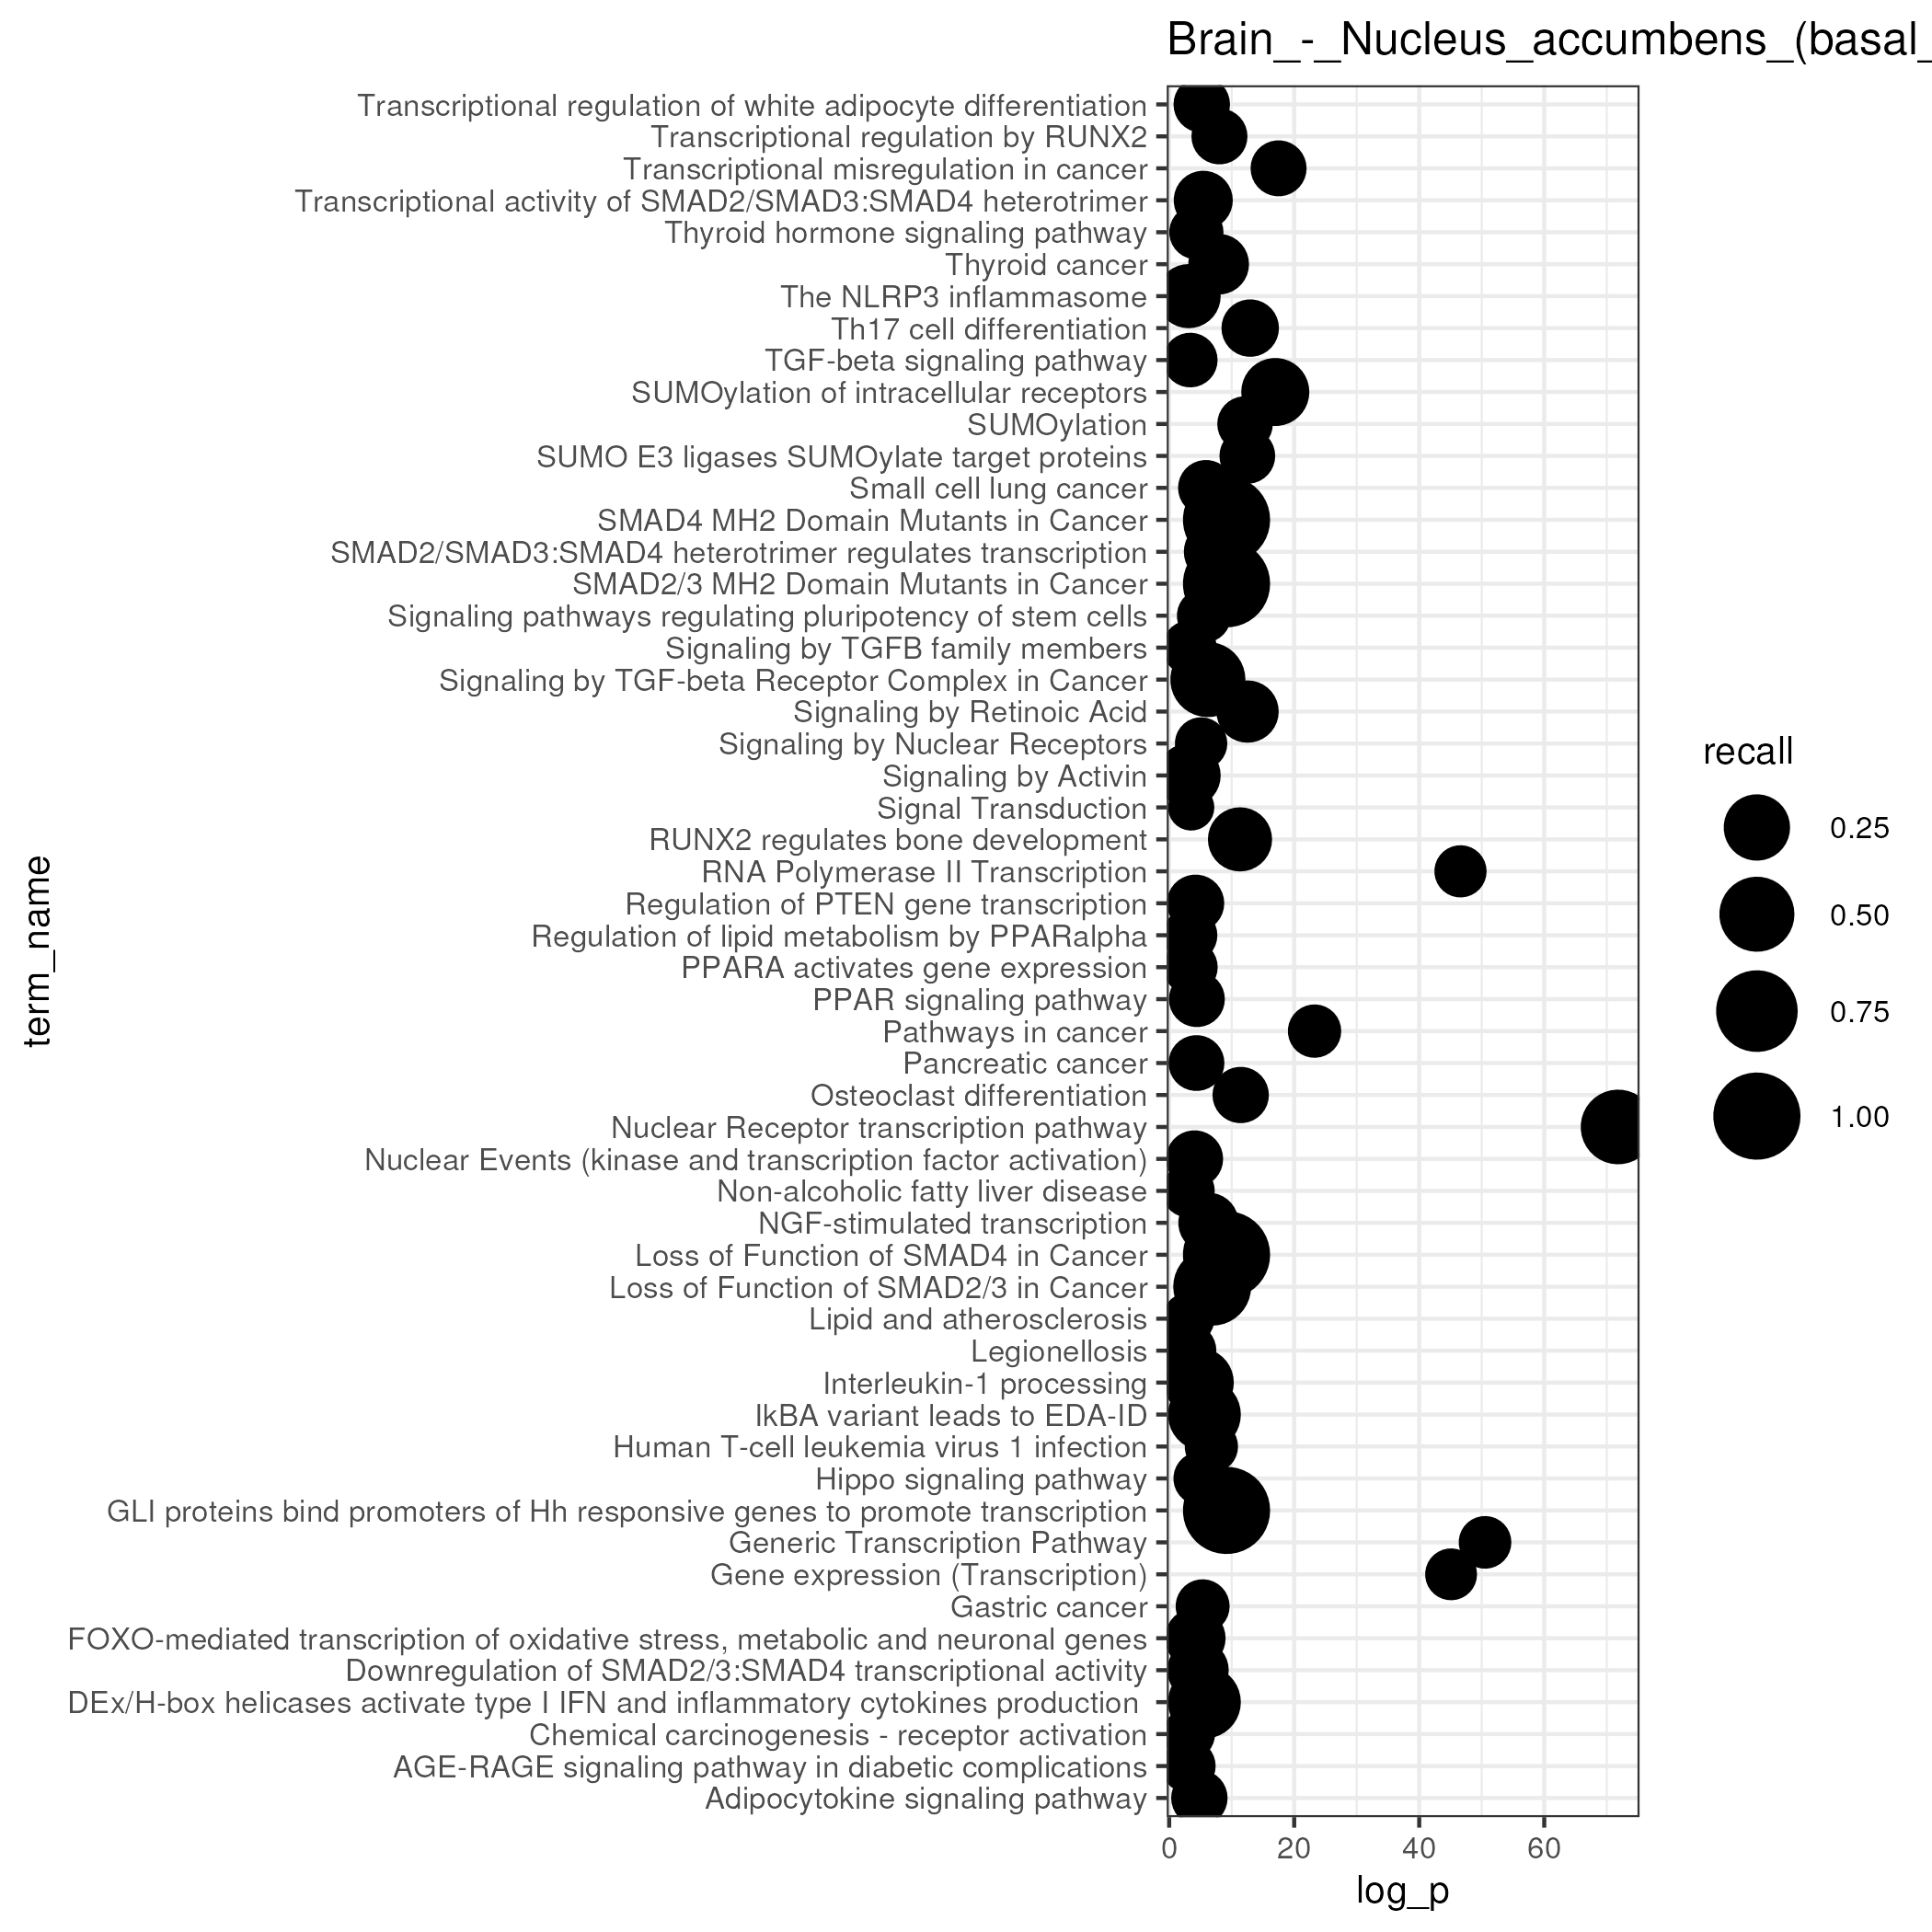 Brain_-_Nucleus_accumbens_(basal_
Transcriptional regulation of white adipocyte differentiation
Transcriptional regulation by RUNX2
Transcriptional misregulation in cancer
Transcriptional activity of SMAD2/SMAD3:SMAD4 heterotrimer
Thyroid hormone signaling pathway
Thyroid cancer
The NLRP3 inflammasome
Th17 cell differentiation
TGF-beta signaling pathway
SUMOylation of intracellular receptors
SUMOylation
SUMO E3 ligases SUMOylate target proteins
Small cell lung cancer
SMAD4 MH2 Domain Mutants in Cancer
SMAD2/SMAD3:SMAD4 heterotrimer regulates transcription
SMAD2/3 MH2 Domain Mutants in Cancer
Signaling pathways regulating pluripotency of stem cells
Signaling by TGFB family members
Signaling by TGF-beta Receptor Complex in Cancer
Signaling by Retinoic Acid
Signaling by Nuclear Receptors
Signaling by Activin
Signal Transduction
RUNX2 regulates bone development
RNA Polymerase II Transcription
Regulation of PTEN gene transcription
Regulation of lipid metabolism by PPARalpha
PPARA activates gene expression
PPAR signaling pathway
Pathways in cancer
Pancreatic cancer
Osteoclast differentiation
Nuclear Receptor transcription pathway
Nuclear Events (kinase and transcription factor activation)
Non-alcoholic fatty liver disease
NGF-stimulated transcription
Loss of Function of SMAD4 in Cancer
Loss of Function of SMAD2/3 in Cancer
Lipid and atherosclerosis
Legionellosis
Interleukin-1 processing
IkBA variant leads to EDA-ID
Human T-cell leukemia virus 1 infection
Hippo signaling pathway
GLI proteins bind promoters of Hh responsive genes to promote transcription
Generic Transcription Pathway
Gene expression (Transcription)
Gastric cancer
FOXO-mediated transcription of oxidative stress, metabolic and neuronal genes
Downregulation of SMAD2/3:SMAD4 transcriptional activity
DEx/H-box helicases activate type I IFN and inflammatory cytokines production
Chemical carcinogenesis - receptor activation
AGE-RAGE signaling pathway in diabetic complications
Adipocytokine signaling pathway
term_name
0 20 40 60
log_p
recall
0.25
0.50
0.75
1.00